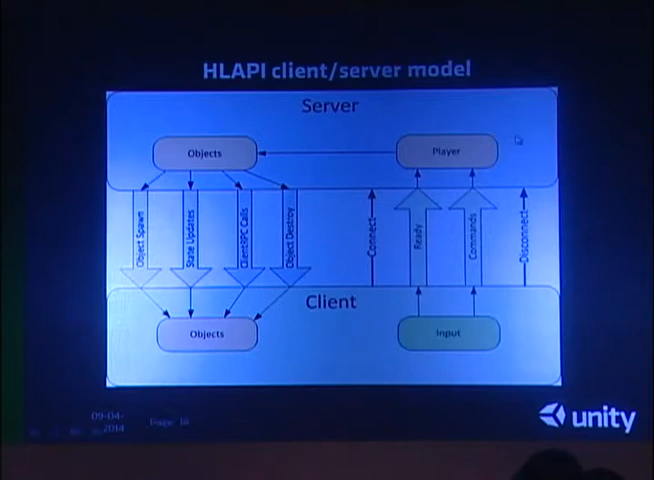 HLAPI client/server model
Server
Objects
Player
Object Spawn
State Updates
ClientRPC Calls
Object Destroy
Connect
Ready
Commands
Disconnect
Client
Objects
Input
09-04-
2014
Page
unity